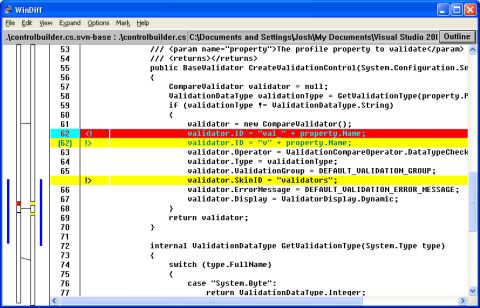 WinDiff
File Edit View Expand Options Mark Help
.\controlbuilder.cs.svn-base : .\controlbuilder.cs C:\Documents and Settings\Josh\My Documents\Visual Studio 200 Outline
53 /// <param name="property">The profile property to validate</param>
54 /// <returns></returns>
55 public BaseValidator CreateValidationControl(System.Configuration.Se
56 {
57 CompareValidator validator = null;
58 ValidationDataType validationType = GetValidationType(property.P
59 if (validationType != ValidationDataType.String)
60 {
61 validator = new CompareValidator();
62 <! validator.ID = "val_" + property.Name;
(62) !> validator.ID = "v" + property.Name;
63 validator.Operator = ValidationCompareOperator.DataTypeCheck
64 validator.Type = validationType;
65 validator.ValidationGroup = DEFAULT_VALIDATION_GROUP;
!> validator.SkinID = "validators";
66 validator.ErrorMessage = DEFAULT_VALIDATION_ERROR_MESSAGE;
67 validator.Display = ValidatorDisplay.Dynamic;
68 }
69 return validator;
70 }
71
72 internal ValidationDataType GetValidationType(System.Type type)
73 {
74 switch (type.FullName)
75 {
76 case "System.Byte":
77 return ValidationDataType.Integer;